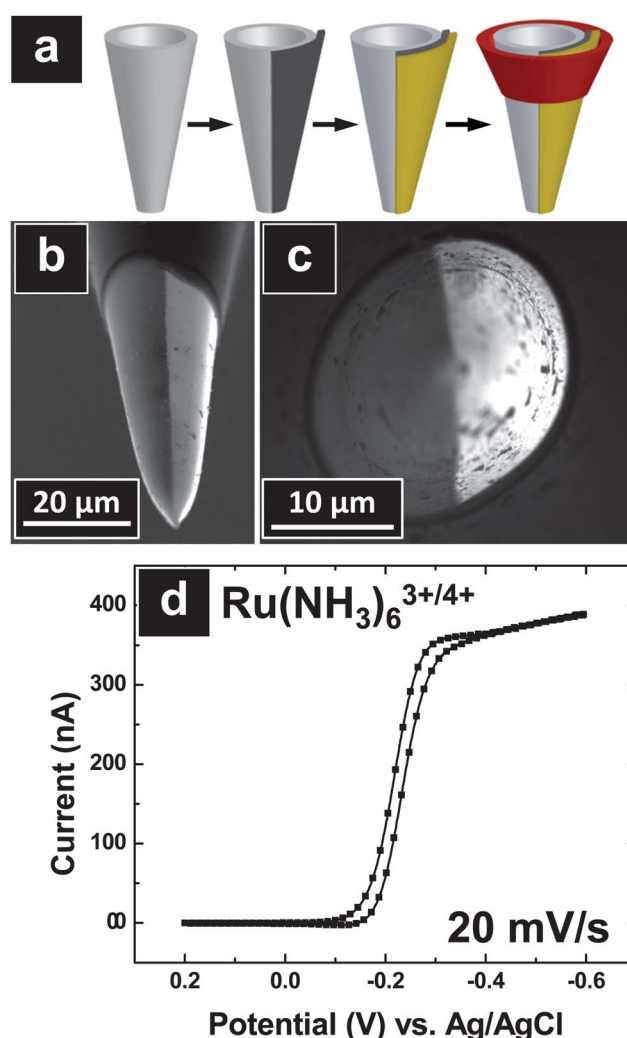 a
b
c
20 µm
10 µm
d
Ru(NH₃)₆³⁺/⁴⁺
400
300
200
100
00
Current (nA)
20 mV/s
0.2
0.0
-0.2
-0.4
-0.6
Potential (V) vs. Ag/AgCl